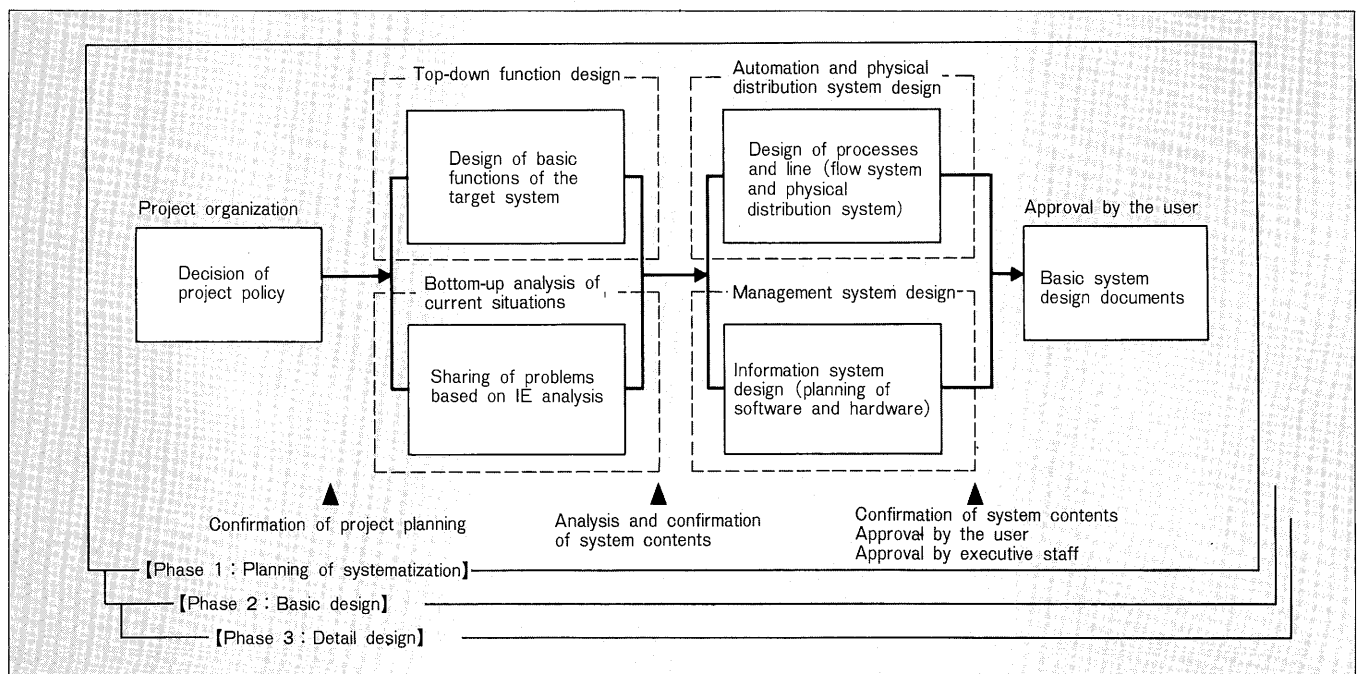 Top-down function design
Design of basic
functions of the
target system
Automation and physical
distribution system design
Design of processes
and line (flow system
and physical
distribution system)
Project organization
Decision of
project policy
Approval by the user
Basic system
design documents
Bottom-up analysis of
current situations
Sharing of problems
based on IE analysis
Management system design
Information system
design (planning of
software and hardware)
Confirmation of project planning
Analysis and confirmation
of system contents
Confirmation of system contents
Approval by the user
Approval by executive staff
【Phase 1：Planning of systematization】
【Phase 2：Basic design】
【Phase 3：Detail design】